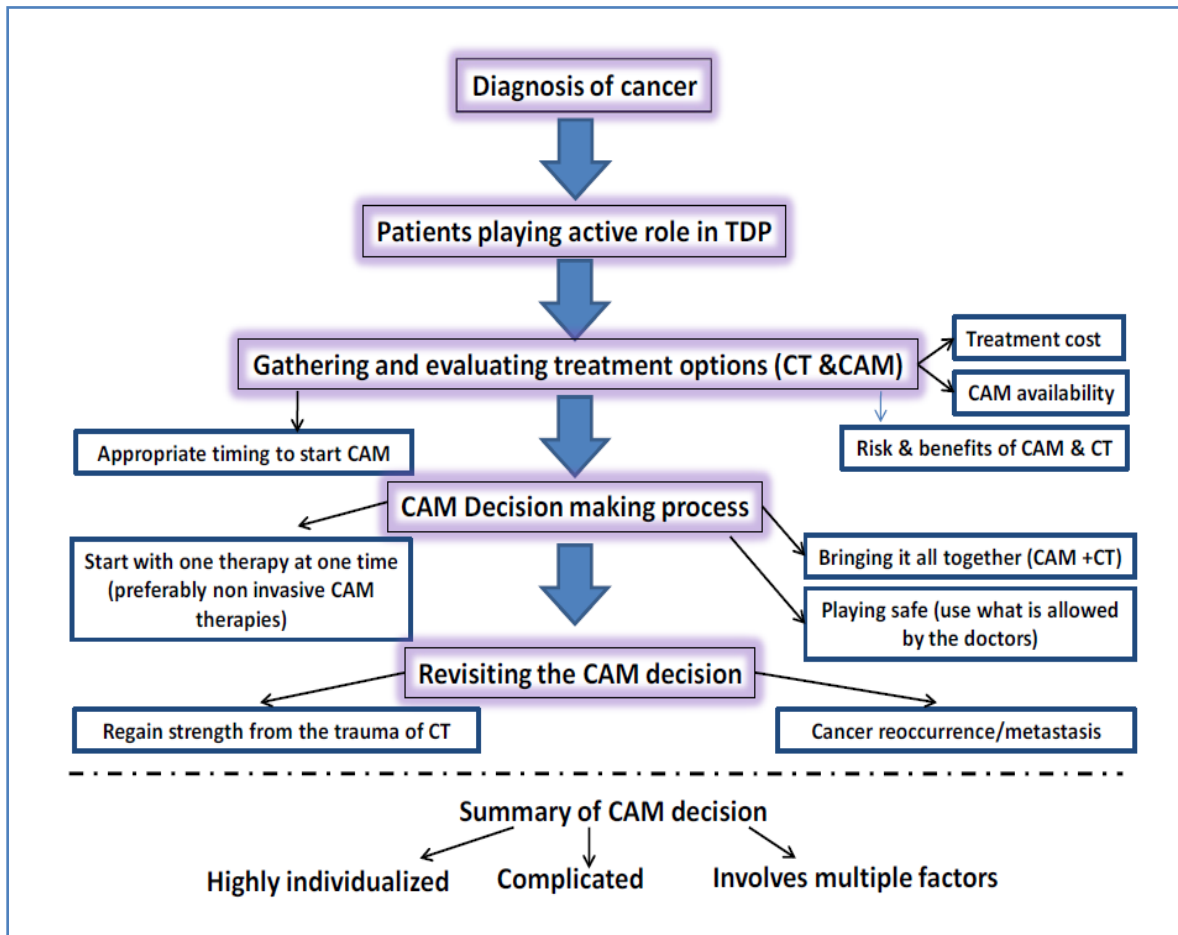 Diagnosis of cancer
Patients playing active role in TDP
Gathering and evaluating treatment options (CT &CAM)
Treatment cost
CAM availability
Appropriate timing to start CAM
Risk & benefits of CAM & CT
CAM Decision making process
Start with one therapy at one time
(preferably non invasive CAM
therapies)
Bringing it all together (CAM +CT)
Playing safe (use what is allowed
by the doctors)
Revisiting the CAM decision
Regain strength from the trauma of CT
Cancer reoccurrence/metastasis
Summary of CAM decision
Highly individualized
Complicated
Involves multiple factors